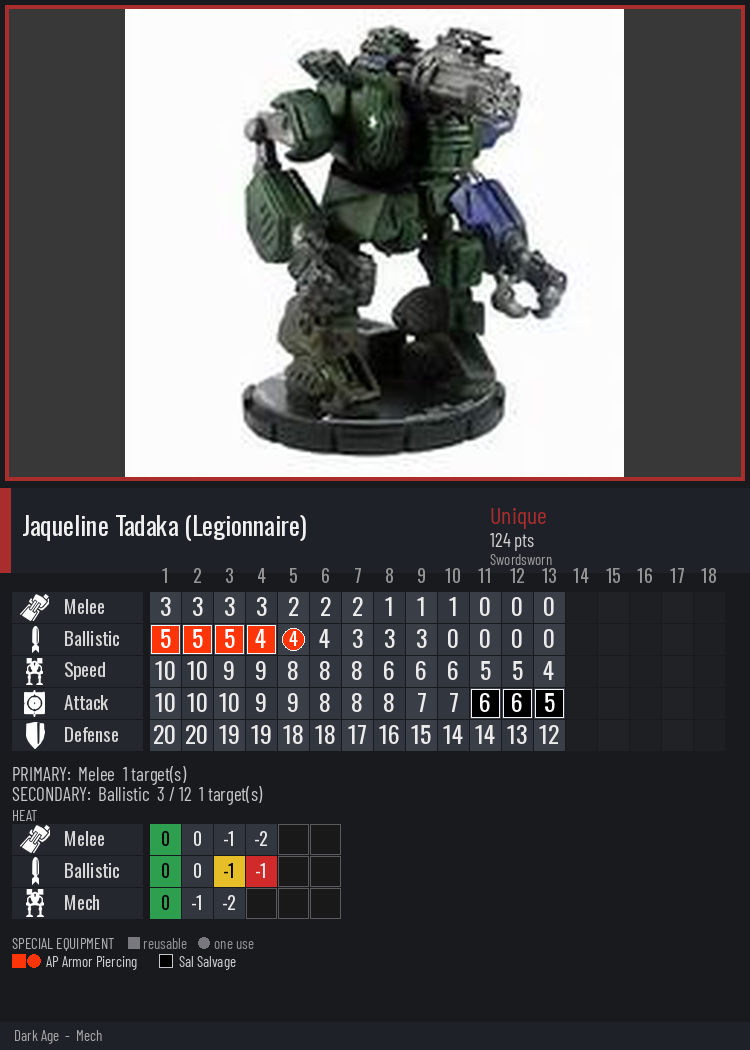 Jaqueline Tadaka (Legionnaire)
Unique
124 pts
Swordsworn
1 2 3 4 5 6 7 8 9 10 11 12 13 14 15 16 17 18
Melee 3 3 3 3 2 2 2 1 1 1 0 0 0
Ballistic 5 5 5 4 4 4 3 3 3 0 0 0 0
Speed 10 10 9 9 8 8 8 6 6 6 5 5 4
Attack 10 10 10 9 9 8 8 8 7 7 6 6 5
Defense 20 20 19 19 18 18 17 16 15 14 14 13 12
PRIMARY: Melee 1 target(s)
SECONDARY: Ballistic 3 / 12 1 target(s)
HEAT
Melee 0 0 -1 -2
Ballistic 0 0 -1 -1
Mech 0 -1 -2
SPECIAL EQUIPMENT reusable one use
AP Armor Piercing Sal Salvage
Dark Age - Mech